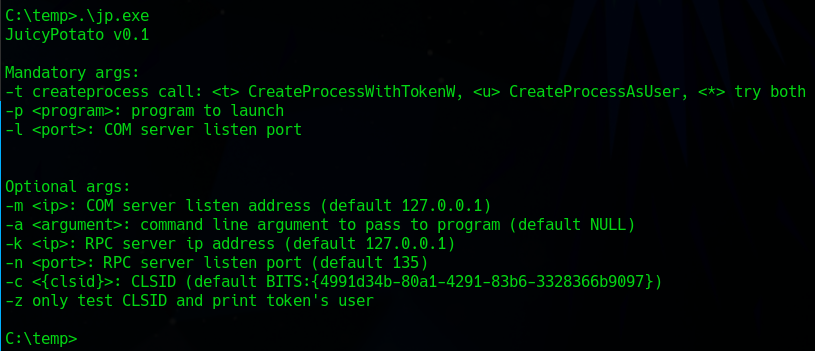 C:\temp>.\jp.exe
JuicyPotato v0.1
Mandatory args:
-t createprocess call: <t> CreateProcessWithTokenW, <u> CreateProcessAsUser, <*> try both
-p <program>: program to launch
-l <port>: COM server listen port
Optional args:
-m <ip>: COM server listen address (default 127.0.0.1)
-a <argument>: command line argument to pass to program (default NULL)
-k <ip>: RPC server ip address (default 127.0.0.1)
-n <port>: RPC server listen port (default 135)
-c <{clsid}>: CLSID (default BITS:{4991d34b-80a1-4291-83b6-3328366b9097})
-z only test CLSID and print token's user
C:\temp>